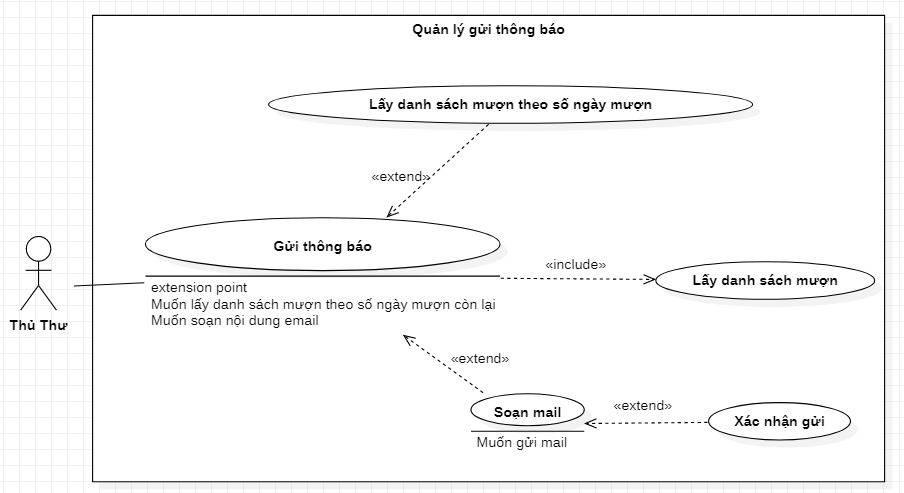 Quản lý gửi thông báo
Lấy danh sách mượn theo số ngày mượn
«extend»
Gửi thông báo
«include»
Lấy danh sách mượn
extension point
Muốn lấy danh sách mượn theo số ngày mượn còn lại
Muốn soạn nội dung email
Thủ Thư
«extend»
Soạn mail
«extend»
Xác nhận gửi
Muốn gửi mail